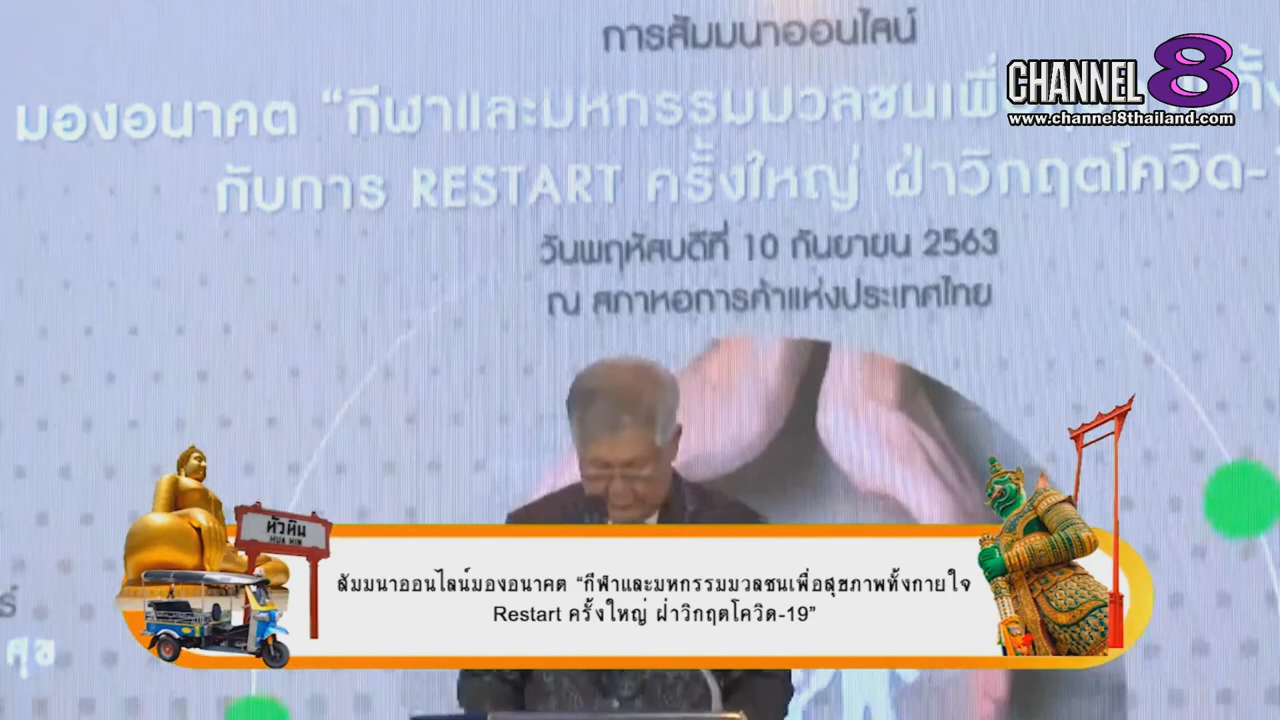 การสัมมนาออนไลน์
มองอนาคต “กีฬาและมหกรรมมวลชนเพื่อ
กับการ RESTART ครั้งใหญ่ ฝ่าวิกฤตโควิด-
วันพฤหัสบดีที่ 10 กันยายน 2563
ณ สภาหอการค้าแห่งประเทศไทย
CHANNEL 8
www.channel8thailand.com
หัวหิน
HUA HIN
สัมมนาออนไลน์มองอนาคต “กีฬาและมหกรรมมวลชนเพื่อสุขภาพทั้งกายใจ
Restart ครั้งใหญ่ ฝ่าวิกฤตโควิด-19”
สุข